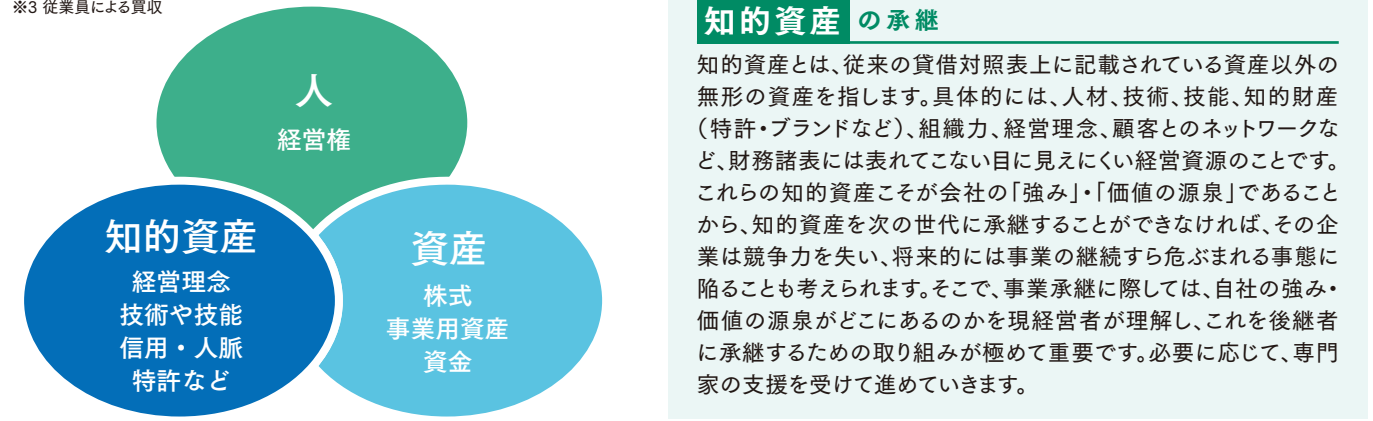 ※3 従業員による買収
人
経営権
知的資産
経営理念
技術や技能
信用・人脈
特許など
資産
株式
事業用資産
資金
知的資産 の承継
知的資産とは、従来の貸借対照表上に記載されている資産以外の
無形の資産を指します。具体的には、人材、技術、技能、知的財産
（特許・ブランドなど）、組織力、経営理念、顧客とのネットワークな
ど、財務諸表には表れてこない目に見えにくい経営資源のことです。
これらの知的資産こそが会社の「強み」・「価値の源泉」であること
から、知的資産を次の世代に承継することができなければ、その企
業は競争力を失い、将来的には事業の継続すら危ぶまれる事態に
陥ることも考えられます。そこで、事業承継に際しては、自社の強み・
価値の源泉がどこにあるのかを現経営者が理解し、これを後継者
に承継するための取り組みが極めて重要です。必要に応じて、専門
家の支援を受けて進めていきます。